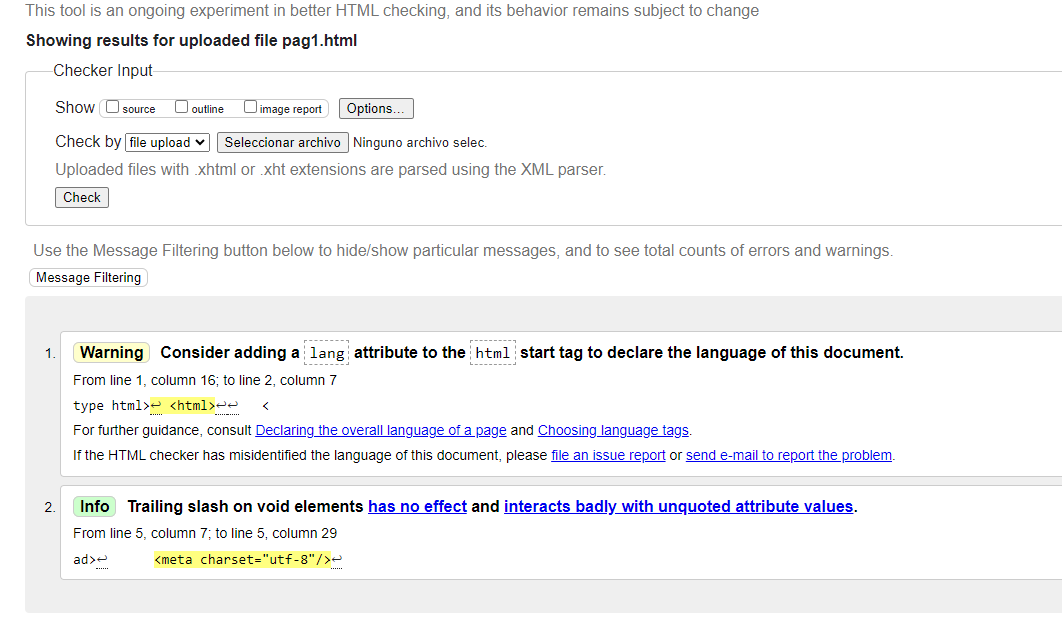 This tool is an ongoing experiment in better HTML checking, and its behavior remains subject to change
Showing results for uploaded file pag1.html
Checker Input
Show source outline image report Options...
Check by file upload Seleccionar archivo Ninguno archivo selec.
Uploaded files with .xhtml or .xht extensions are parsed using the XML parser.
Check
Use the Message Filtering button below to hide/show particular messages, and to see total counts of errors and warnings.
Message Filtering
1. Warning Consider adding a lang attribute to the html start tag to declare the language of this document.
From line 1, column 16; to line 2, column 7
type html>↩ <html>↩↩ <
For further guidance, consult Declaring the overall language of a page and Choosing language tags.
If the HTML checker has misidentified the language of this document, please file an issue report or send e-mail to report the problem.
2. Info Trailing slash on void elements has no effect and interacts badly with unquoted attribute values.
From line 5, column 7; to line 5, column 29
ad>↩ <meta charset="utf-8"/>↩